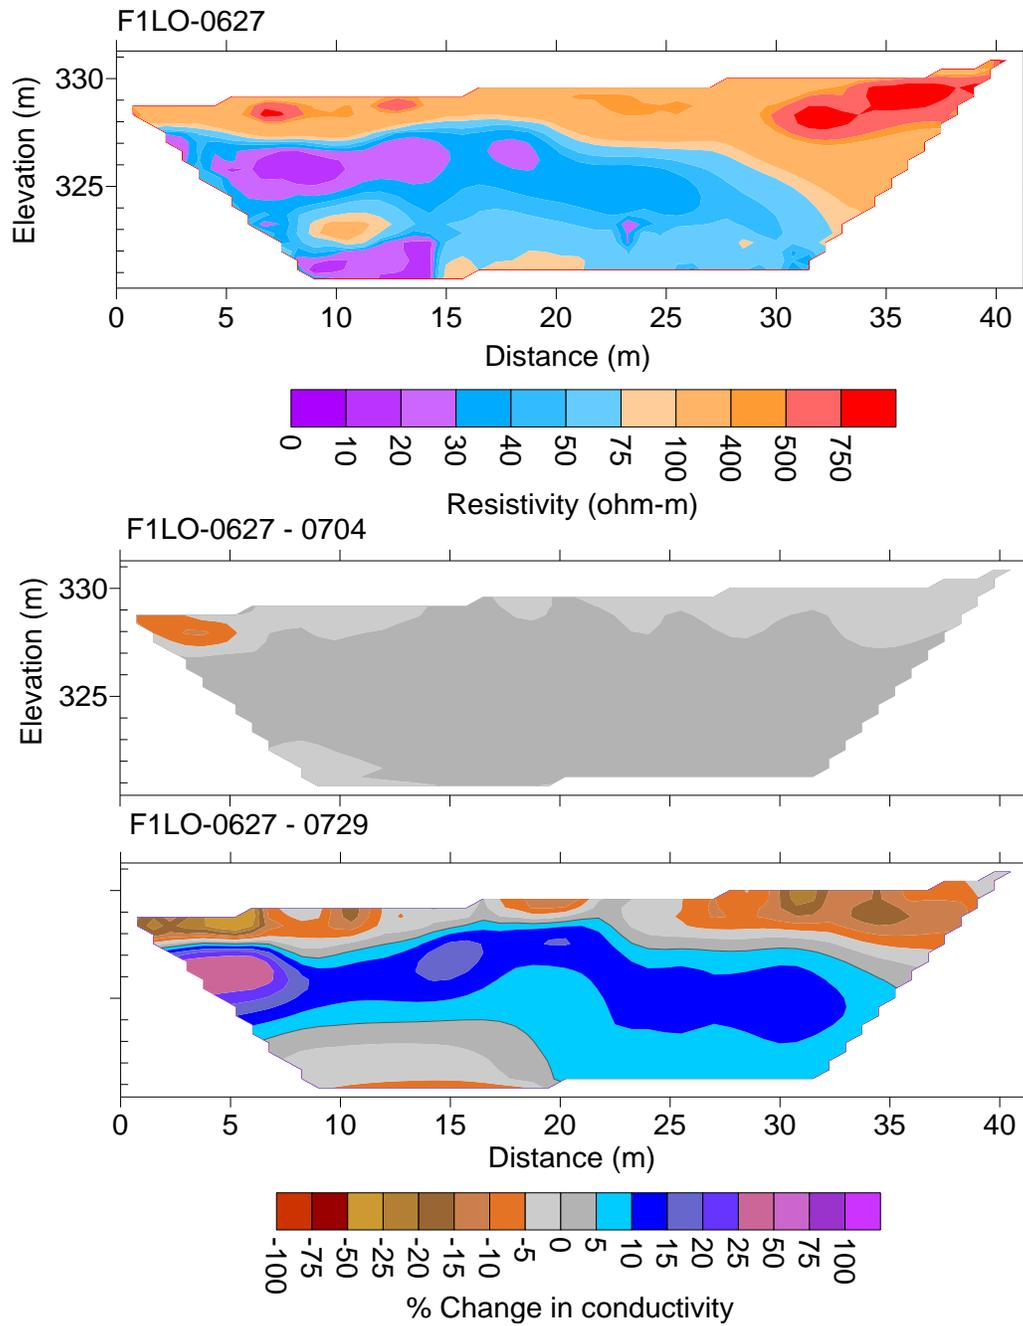 F1LO-0627
Elevation (m)
330
325
0 5 10 15 20 25 30 35 40
Distance (m)
0 10 20 30 40 50 75 100 400 500 750
Resistivity (ohm-m)
F1LO-0627 - 0704
Elevation (m)
330
325
F1LO-0627 - 0729
0 5 10 15 20 25 30 35 40
Distance (m)
-100 -75 -50 -25 -20 -15 -10 -5 0 5 10 15 20 25 50 75 100
% Change in conductivity